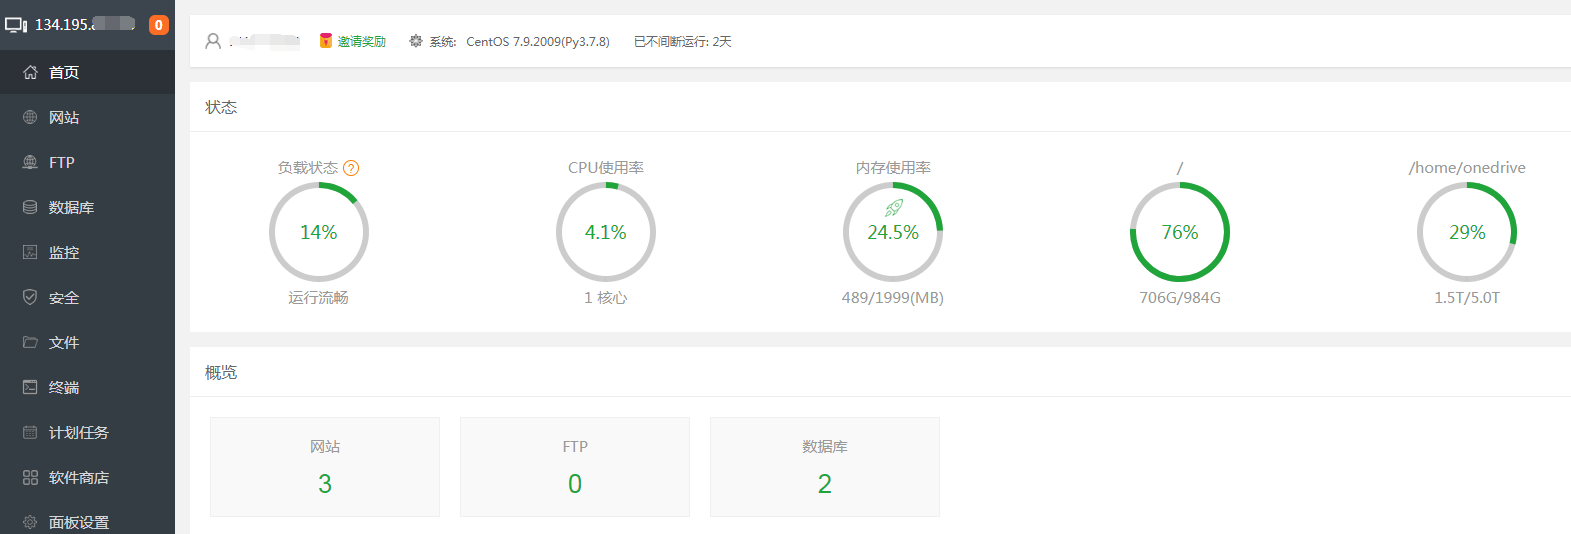 134.195.
0
首页
网站
FTP
数据库
监控
安全
文件
终端
计划任务
软件商店
面板设置
邀请奖励 系统: CentOS 7.9.2009(Py3.7.8) 已不间断运行: 2天
状态
负载状态 ?
14%
运行流畅
CPU使用率
4.1%
1 核心
内存使用率
24.5%
489/1999(MB)
/
76%
706G/984G
/home/onedrive
29%
1.5T/5.0T
概览
网站
3
FTP
0
数据库
2